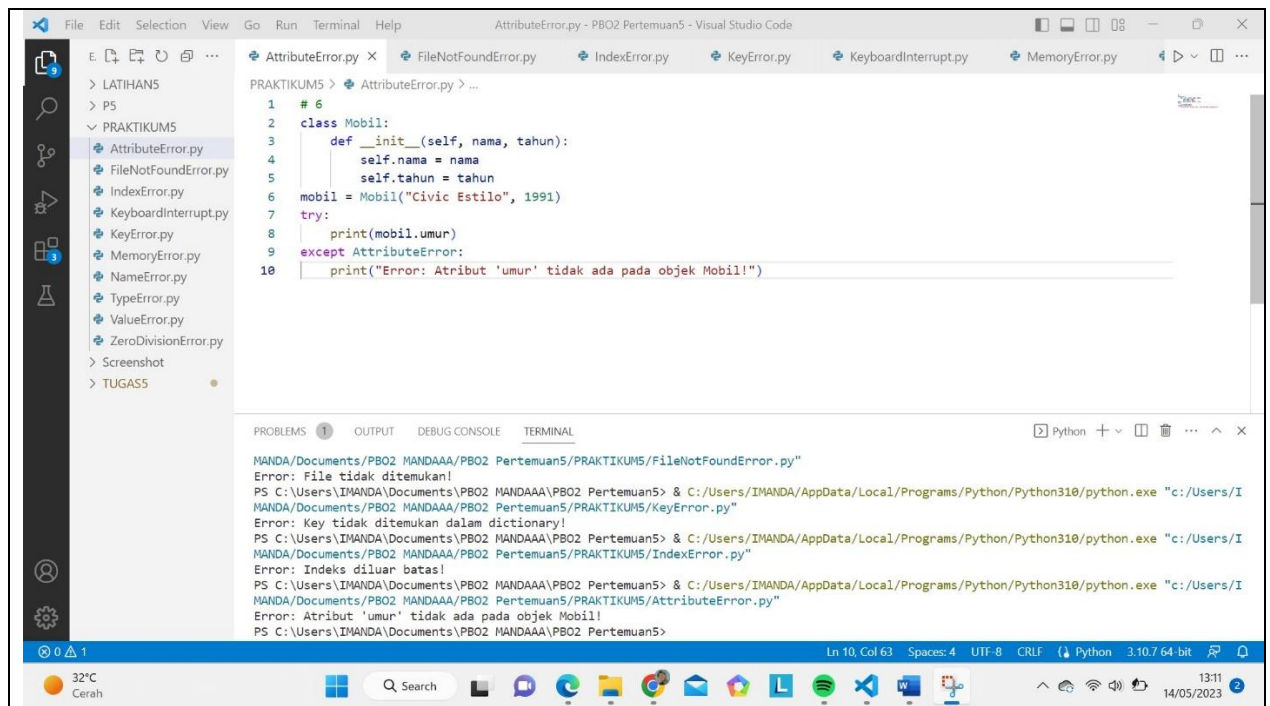 File Edit Selection View Go Run Terminal Help AttributeError.py - PBO2 Pertemuan5 - Visual Studio Code
E
AttributeError.py FileNotFoundError.py IndexError.py KeyError.py KeyboardInterrupt.py MemoryError.py
LATIHAN5
P5
PRAKTIKUM5
AttributeError.py
FileNotFoundError.py
IndexError.py
KeyboardInterrupt.py
KeyError.py
MemoryError.py
NameError.py
TypeError.py
ValueError.py
ZeroDivisionError.py
Screenshot
TUGAS5
9
3
PRAKTIKUM5 > AttributeError.py > ...
1 # 6
2 class Mobil:
3 def __init__(self, nama, tahun):
4 self.nama = nama
5 self.tahun = tahun
6 mobil = Mobil("Civic Estilo", 1991)
7 try:
8 print(mobil.umur)
9 except AttributeError:
10 print("Error: Atribut 'umur' tidak ada pada objek Mobil!")
PROBLEMS 1 OUTPUT DEBUG CONSOLE TERMINAL Python
MANDA/Documents/PBO2 MANDAAA/PBO2 Pertemuan5/PRAKTIKUM5/FileNotFoundError.py"
Error: File tidak ditemukan!
PS C:\Users\IMANDA\Documents\PBO2 MANDAAA\PBO2 Pertemuan5> & C:/Users/IMANDA/AppData/Local/Programs/Python/Python310/python.exe "c:/Users/I
MANDA/Documents/PBO2 MANDAAA/PBO2 Pertemuan5/PRAKTIKUM5/KeyError.py"
Error: Key tidak ditemukan dalam dictionary!
PS C:\Users\IMANDA\Documents\PBO2 MANDAAA\PBO2 Pertemuan5> & C:/Users/IMANDA/AppData/Local/Programs/Python/Python310/python.exe "c:/Users/I
MANDA/Documents/PBO2 MANDAAA/PBO2 Pertemuan5/PRAKTIKUM5/IndexError.py"
Error: Indeks diluar batas!
PS C:\Users\IMANDA\Documents\PBO2 MANDAAA\PBO2 Pertemuan5> & C:/Users/IMANDA/AppData/Local/Programs/Python/Python310/python.exe "c:/Users/I
MANDA/Documents/PBO2 MANDAAA/PBO2 Pertemuan5/PRAKTIKUM5/AttributeError.py"
Error: Atribut 'umur' tidak ada pada objek Mobil!
PS C:\Users\IMANDA\Documents\PBO2 MANDAAA\PBO2 Pertemuan5>
0 1 Ln 10, Col 63 Spaces: 4 UTF-8 CRLF Python 3.10.7 64-bit
32°C
Cerah
Search
13:11
14/05/2023 2